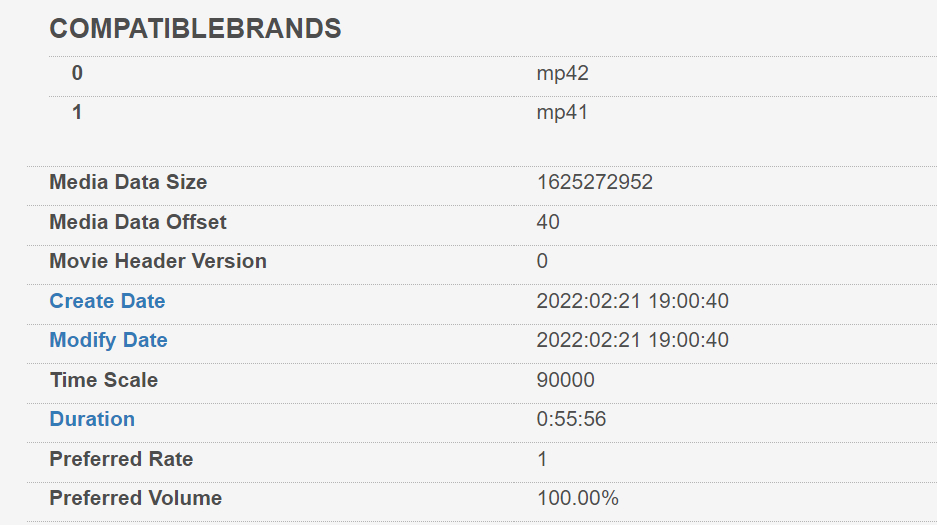 COMPATIBLEBRANDS
0 mp42
1 mp41
Media Data Size 1625272952
Media Data Offset 40
Movie Header Version 0
Create Date 2022:02:21 19:00:40
Modify Date 2022:02:21 19:00:40
Time Scale 90000
Duration 0:55:56
Preferred Rate 1
Preferred Volume 100.00%